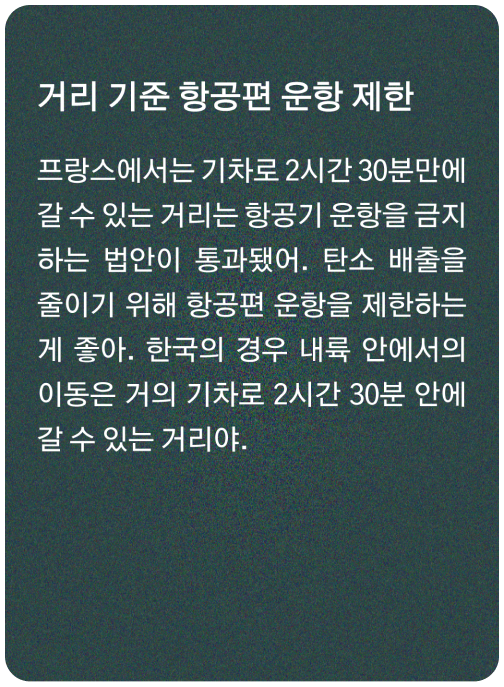 거리 기준 항공편 운항 제한
프랑스에서는 기차로 2시간 30분만에
갈 수 있는 거리는 항공기 운항을 금지
하는 법안이 통과됐어. 탄소 배출을
줄이기 위해 항공편 운항을 제한하는
게 좋아. 한국의 경우 내륙 안에서의
이동은 거의 기차로 2시간 30분 안에
갈 수 있는 거리야.